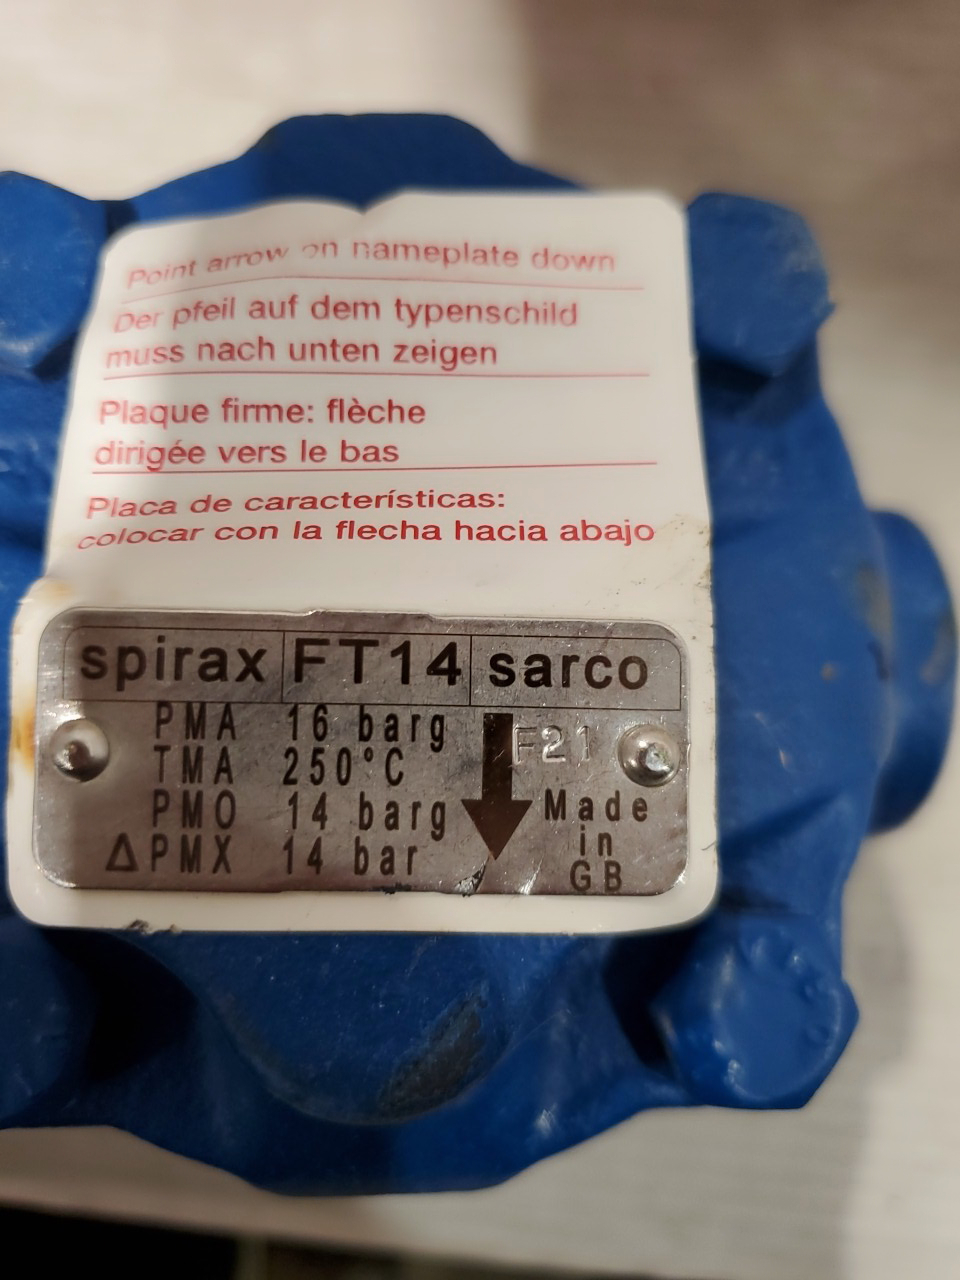 Point arrow on nameplate down
Der pfeil auf dem typenschild
muss nach unten zeigen
Plaque firme: flèche
dirigée vers le bas
Placa de características:
colocar con la flecha hacia abajo
spirax FT14 sarco
PMA 16 barg
F21
TMA 250°C
PMO 14 barg
Made
in
ΔPMX 14 bar
GB